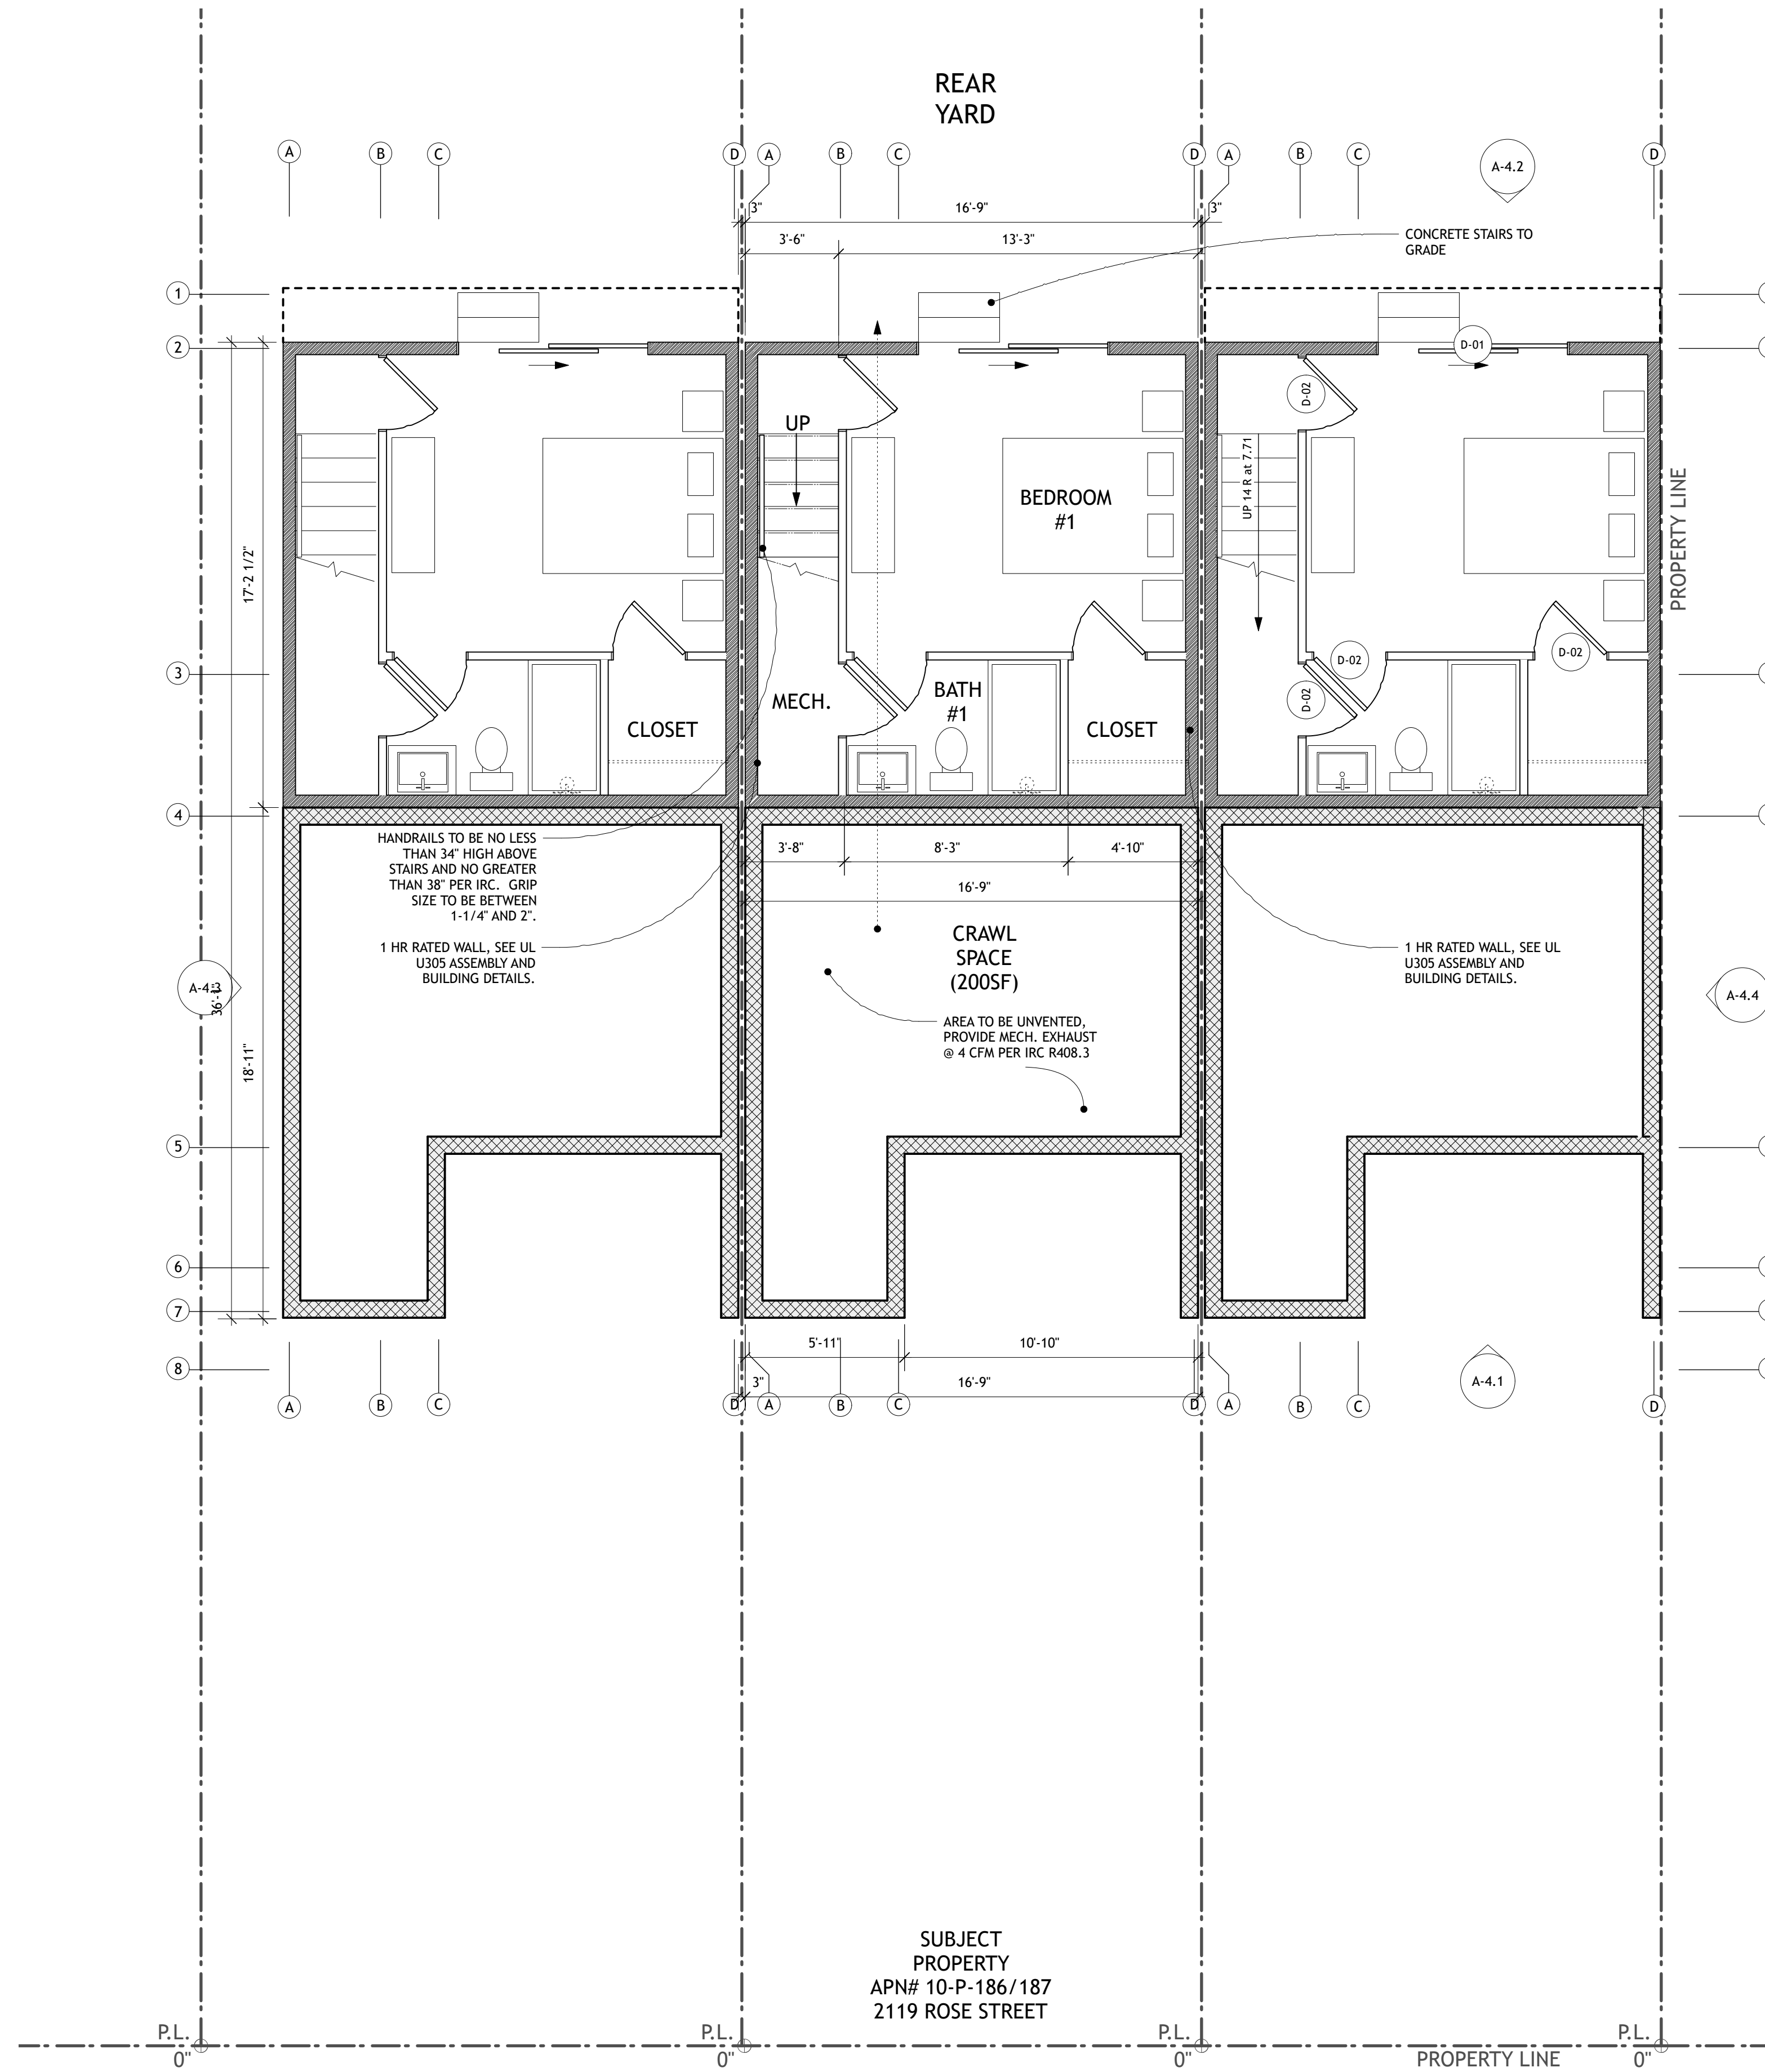 REAR
YARD
A
B
C
D
A
B
C
D
A
B
C
D
A-4.2
3"
16'-9"
3"
3'-6"
13'-3"
CONCRETE STAIRS TO
GRADE
1
2
D-01
D-02
UP
UP 14 R at 7.71
BEDROOM
#1
PROPERTY LINE
17'-2 1/2"
3
D-02
D-02
D-02
MECH.
BATH
#1
CLOSET
CLOSET
4
HANDRAILS TO BE NO LESS
THAN 34" HIGH ABOVE
STAIRS AND NO GREATER
THAN 38" PER IRC. GRIP
SIZE TO BE BETWEEN
1-1/4" AND 2".
3'-8"
8'-3"
4'-10"
16'-9"
1 HR RATED WALL, SEE UL
U305 ASSEMBLY AND
BUILDING DETAILS.
CRAWL
SPACE
(200SF)
1 HR RATED WALL, SEE UL
U305 ASSEMBLY AND
BUILDING DETAILS.
A-4.3
A-4.4
AREA TO BE UNVENTED,
PROVIDE MECH. EXHAUST
@ 4 CFM PER IRC R408.3
18'-11"
5
6
7
8
5'-11"
10'-10"
3"
16'-9"
A-4.1
A
B
C
D
A
B
C
D
A
B
C
D
SUBJECT
PROPERTY
APN# 10-P-186/187
2119 ROSE STREET
P.L.
P.L.
P.L.
P.L.
0"
0"
0"
PROPERTY LINE
0"